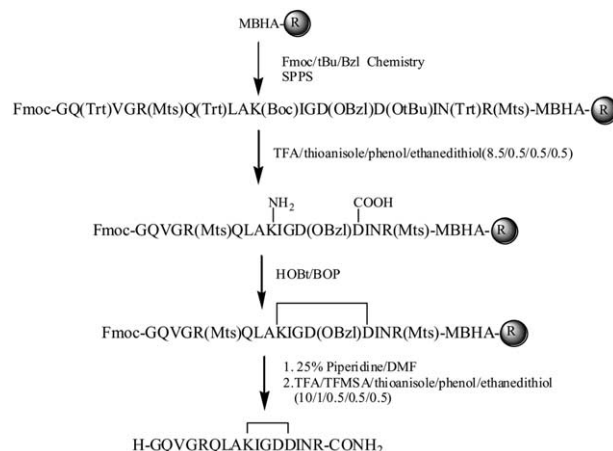 MBHA-R
Fmoc/tBu/Bzl Chemistry
SPPS
Fmoc-GQ(Trt)VGR(Mts)Q(Trt)LAK(Boc)IGD(OBzl)D(OtBu)IN(Trt)R(Mts)-MBHA-R
TFA/thioanisole/phenol/ethanedithiol(8.5/0.5/0.5/0.5)
NH2 COOH
Fmoc-GQVGR(Mts)QLAKIGD(OBzl)DINR(Mts)-MBHA-R
HOBt/BOP
Fmoc-GQVGR(Mts)QLAKIGD(OBzl)DINR(Mts)-MBHA-R
1. 25% Piperidine/DMF
2.TFA/TFMSA/thioanisole/phenol/ethanedithiol
(10/1/0.5/0.5/0.5)
H-GQVGRQLAKIGDDINR-CONH2